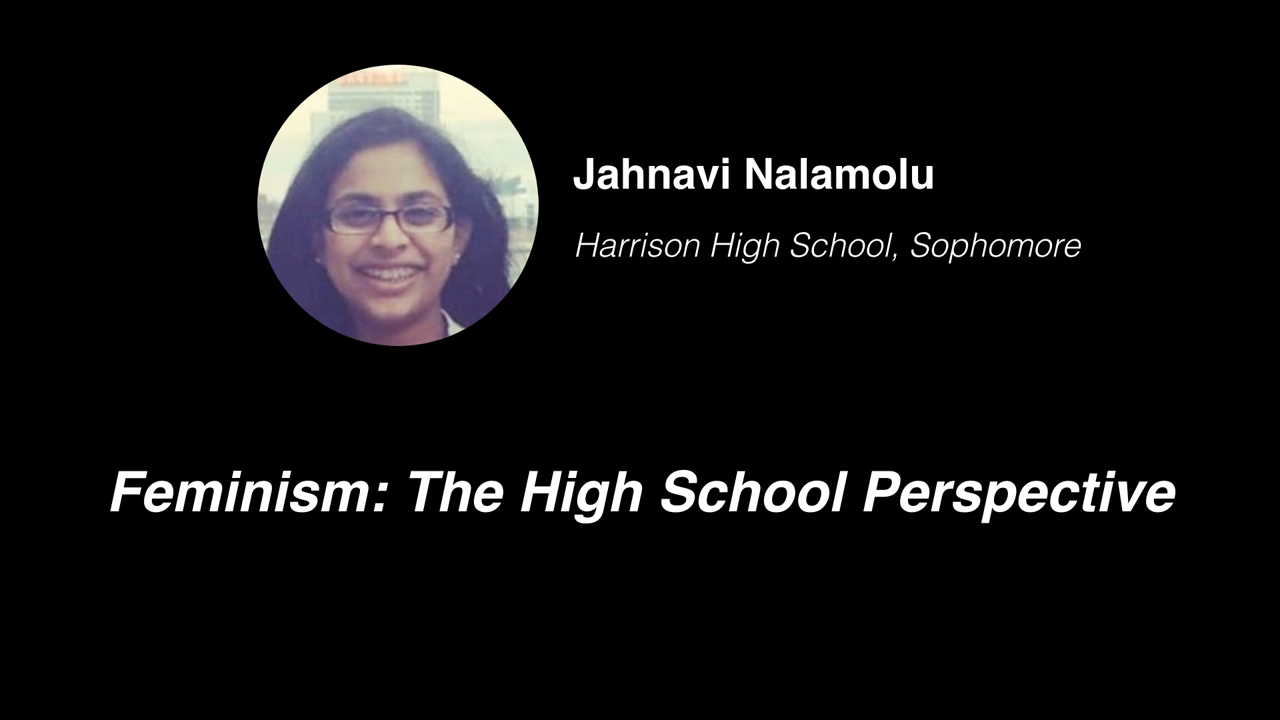 Jahnavi Nalamolu
Harrison High School, Sophomore
Feminism: The High School Perspective